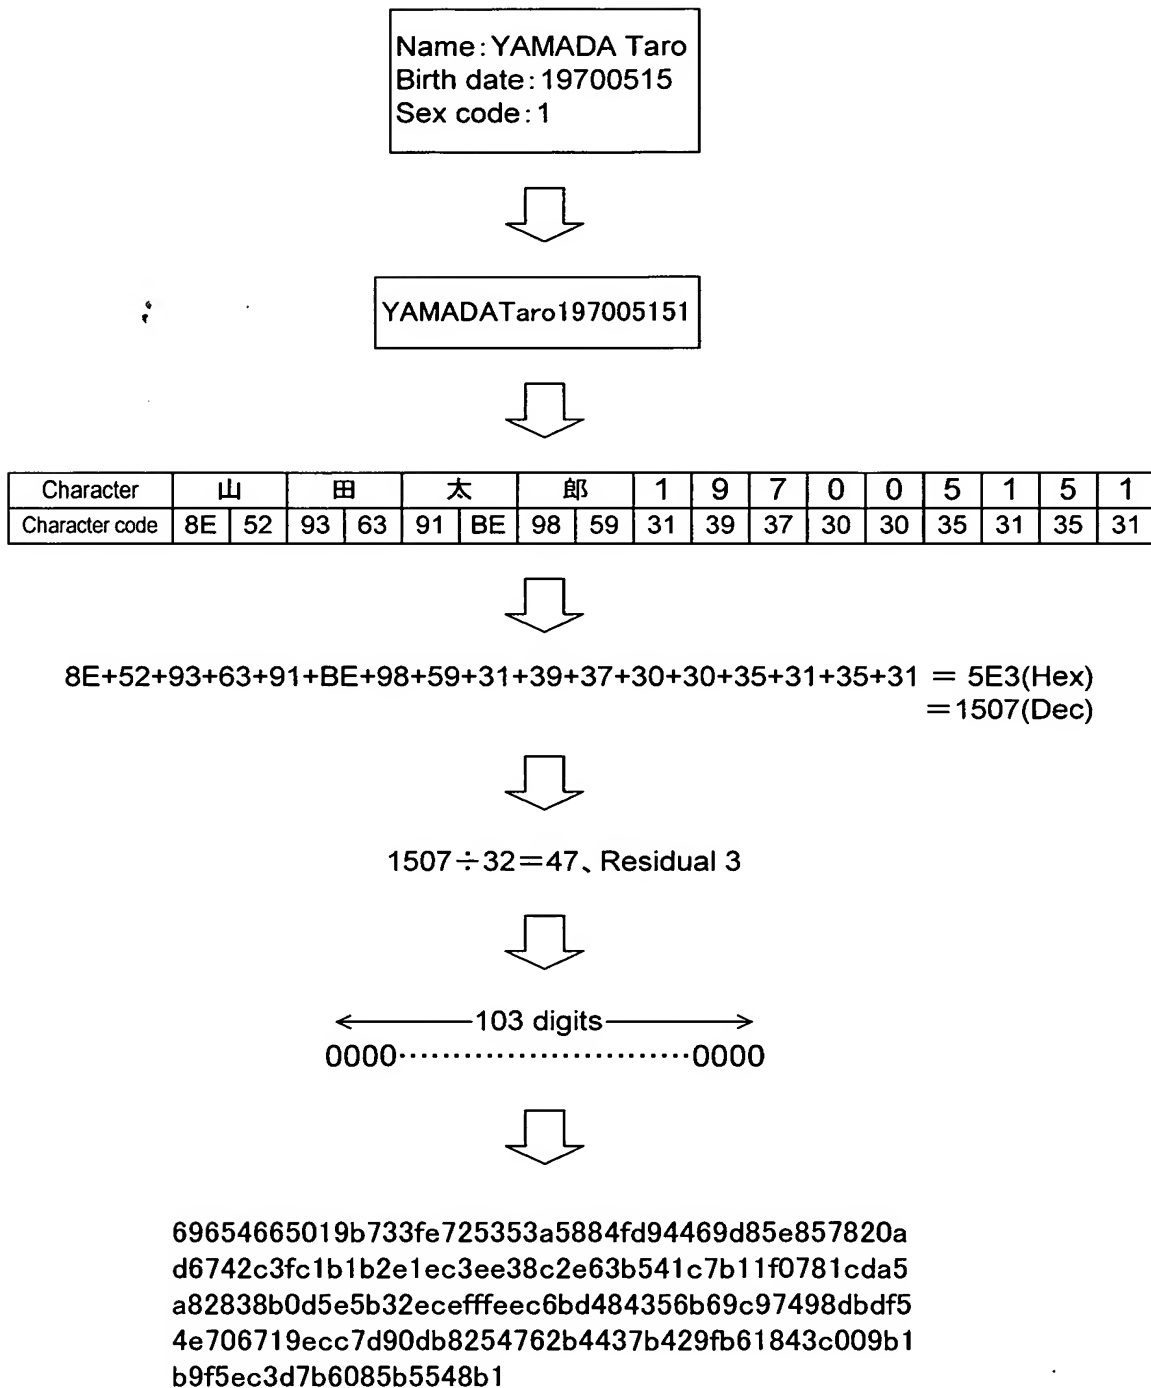 Name:YAMADA Taro
Birth date:19700515
Sex code:1
YAMADATaro197005151
Character 山 田 太 郎 1 9 7 0 0 5 1 5 1
Character code 8E 52 93 63 91 BE 98 59 31 39 37 30 30 35 31 35 31
8E+52+93+63+91+BE+98+59+31+39+37+30+30+35+31+35+31 = 5E3(Hex)
=1507(Dec)
1507÷32=47、Residual 3
103 digits
0000··························0000
69654665019b733fe725353a5884fd94469d85e857820a
d6742c3fc1b1b2e1ec3ee38c2e63b541c7b11f0781cda5
a82838b0d5e5b32ecefffeec6bd484356b69c97498dbdf5
4e706719ecc7d90db8254762b4437b429fb61843c009b1
b9f5ec3d7b6085b5548b1